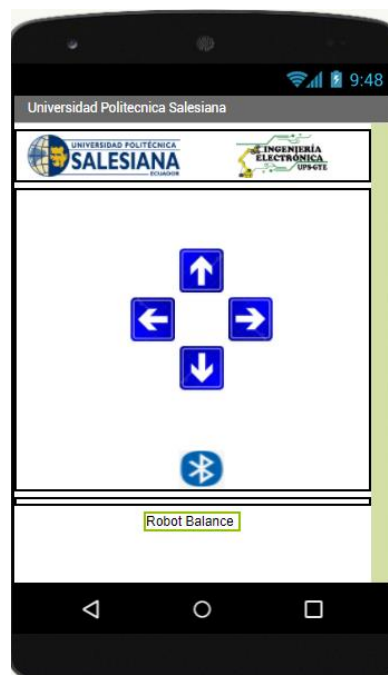 9:48
Universidad Politecnica Salesiana
UNIVERSIDAD POLITÉCNICA
SALESIANA
ECUADOR
INGENIERÍA
ELECTRÓNICA
UPS-GYE
Robot Balance